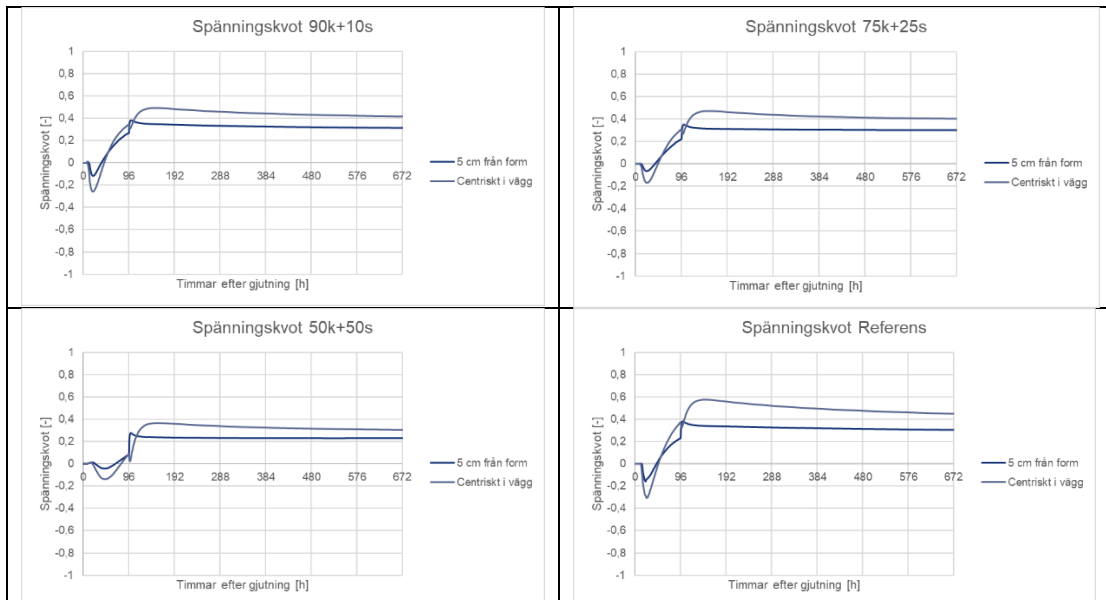 Spänningskvot 90k+10s
1
0,8
0,6
0,4
0,2
0
-0,2
-0,4
-0,6
-0,8
-1
Spänningskvot [-]
0 96 192 288 384 480 576 672
Timmar efter gjutning [h]
5 cm från form
Centriskt i vägg
Spänningskvot 75k+25s
1
0,8
0,6
0,4
0,2
0
-0,2
-0,4
-0,6
-0,8
-1
Spänningskvot [-]
0 96 192 288 384 480 576 672
Timmar efter gjutning [h]
5 cm från form
Centriskt i vägg
Spänningskvot 50k+50s
1
0,8
0,6
0,4
0,2
0
-0,2
-0,4
-0,6
-0,8
-1
Spänningskvot [-]
0 96 192 288 384 480 576 672
Timmar efter gjutning [h]
5 cm från form
Centriskt i vägg
Spänningskvot Referens
1
0,8
0,6
0,4
0,2
0
-0,2
-0,4
-0,6
-0,8
-1
Spänningskvot [-]
0 96 192 288 384 480 576 672
Timmar efter gjutning [h]
5 cm från form
Centriskt i vägg